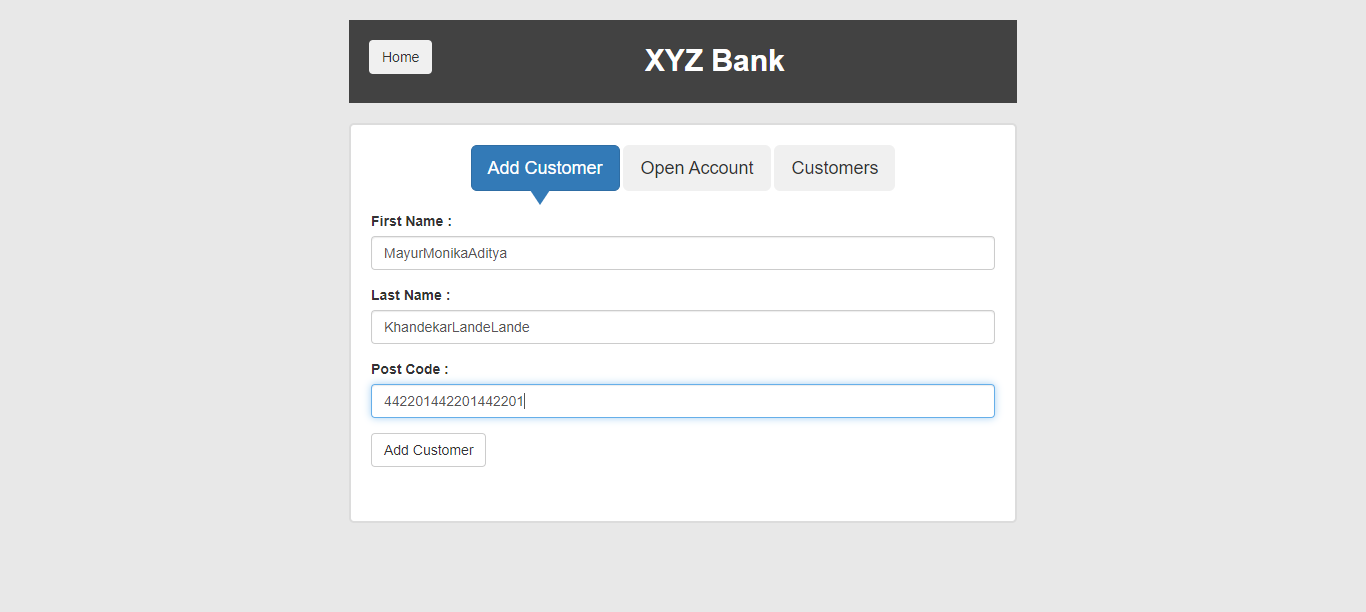 Home
XYZ Bank
Add Customer
Open Account
Customers
First Name :
MayurMonikaAditya
Last Name :
KhandekarLandeLande
Post Code :
442201442201442201
Add Customer